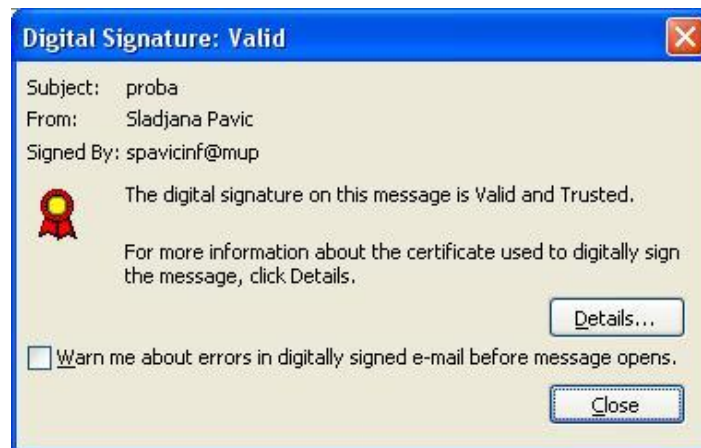 Digital Signature: Valid
Subject: proba
From: Sladjana Pavic
Signed By: spavicinf@mup
The digital signature on this message is Valid and Trusted.
For more information about the certificate used to digitally sign
the message, click Details.
Details...
Warn me about errors in digitally signed e-mail before message opens.
Close